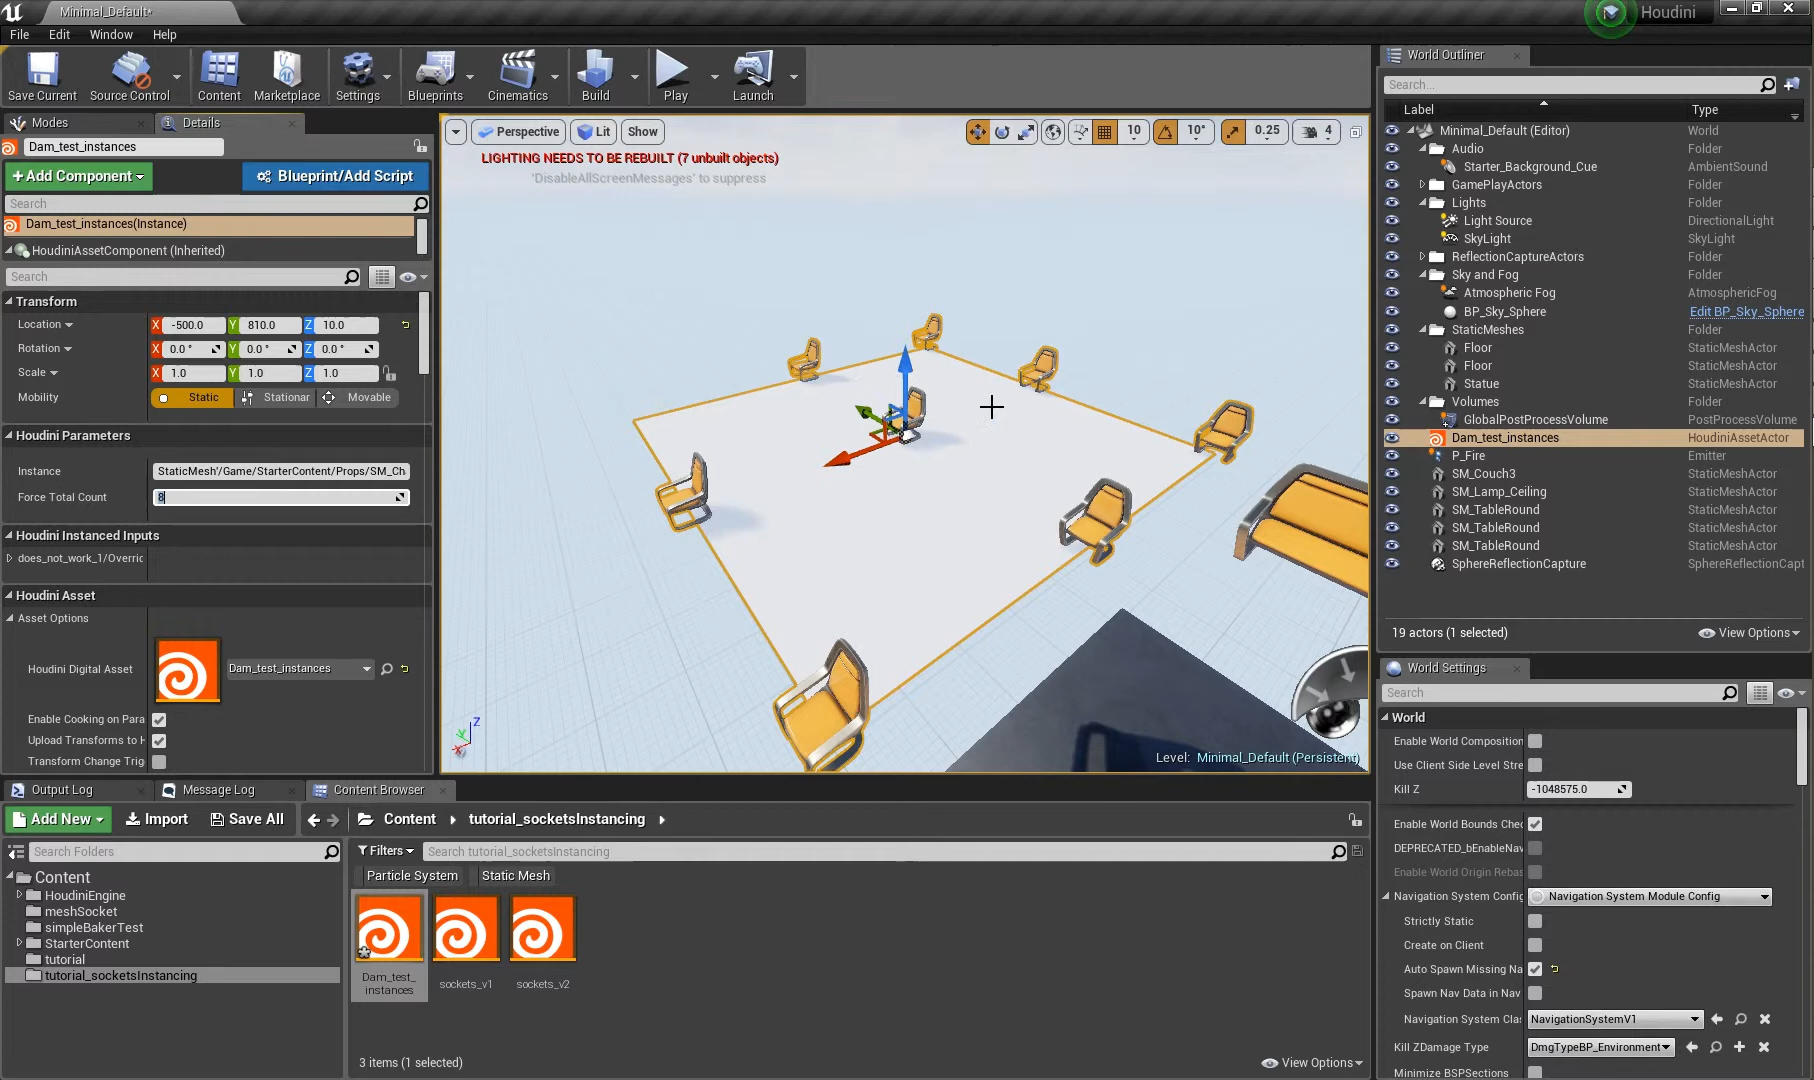 Minimal_Default*
Houdini
File Edit Window Help
Save Current Source Control Content Marketplace Settings Blueprints Cinematics Build Play Launch
Modes Details
Dam_test_instances
+Add Component Blueprint/Add Script
Search
Dam_test_instances(Instance)
HoudiniAssetComponent (Inherited)
Search
Transform
Location X -500.0 Y 810.0 Z 10.0
Rotation X 0.0 ° Y 0.0 ° Z 0.0 °
Scale X 1.0 Y 1.0 Z 1.0
Mobility Static Stationar Movable
Houdini Parameters
Instance StaticMesh'/Game/StarterContent/Props/SM_Ch
Force Total Count 8
Houdini Instanced Inputs
does_not_work_1/Overric
Houdini Asset
Asset Options
Houdini Digital Asset Dam_test_instances
Enable Cooking on Para
Upload Transforms to H
Transform Change Trig
Perspective Lit Show 10 10° 0.25 4
LIGHTING NEEDS TO BE REBUILT (7 unbuilt objects)
'DisableAllScreenMessages' to suppress
Z
Y
X
Level: Minimal_Default (Persistent)
World Outliner
Search...
Label Type
Minimal_Default (Editor) World
Audio Folder
Starter_Background_Cue AmbientSound
GamePlayActors Folder
Lights Folder
Light Source DirectionalLight
SkyLight SkyLight
ReflectionCaptureActors Folder
Sky and Fog Folder
Atmospheric Fog AtmosphericFog
BP_Sky_Sphere Edit BP_Sky_Sphere
StaticMeshes Folder
Floor StaticMeshActor
Floor StaticMeshActor
Statue StaticMeshActor
Volumes Folder
GlobalPostProcessVolume PostProcessVolume
Dam_test_instances HoudiniAssetActor
P_Fire Emitter
SM_Couch3 StaticMeshActor
SM_Lamp_Ceiling StaticMeshActor
SM_TableRound StaticMeshActor
SM_TableRound StaticMeshActor
SM_TableRound StaticMeshActor
SphereReflectionCapture SphereReflectionCapt
19 actors (1 selected) View Options
World Settings
Search
World
Enable World Composition
Use Client Side Level Stre
Kill Z -1048575.0
Enable World Bounds Chec
DEPRECATED_bEnableNav
Enable World Origin Rebas
Navigation System Config Navigation System Module Config
Strictly Static
Create on Client
Auto Spawn Missing Na
Spawn Nav Data in Nav
Navigation System Clas NavigationSystemV1
Kill ZDamage Type DmgTypeBP_Environment
Minimize BSPSections
Output Log Message Log Content Browser
Add New Import Save All Content tutorial_socketsInstancing
Search Folders
Filters Search tutorial_socketsInstancing
Particle System Static Mesh
Content
HoudiniEngine
meshSocket
simpleBakerTest
StarterContent
tutorial
tutorial_socketsInstancing
Dam_test_
instances
sockets_v1 sockets_v2
3 items (1 selected) View Options